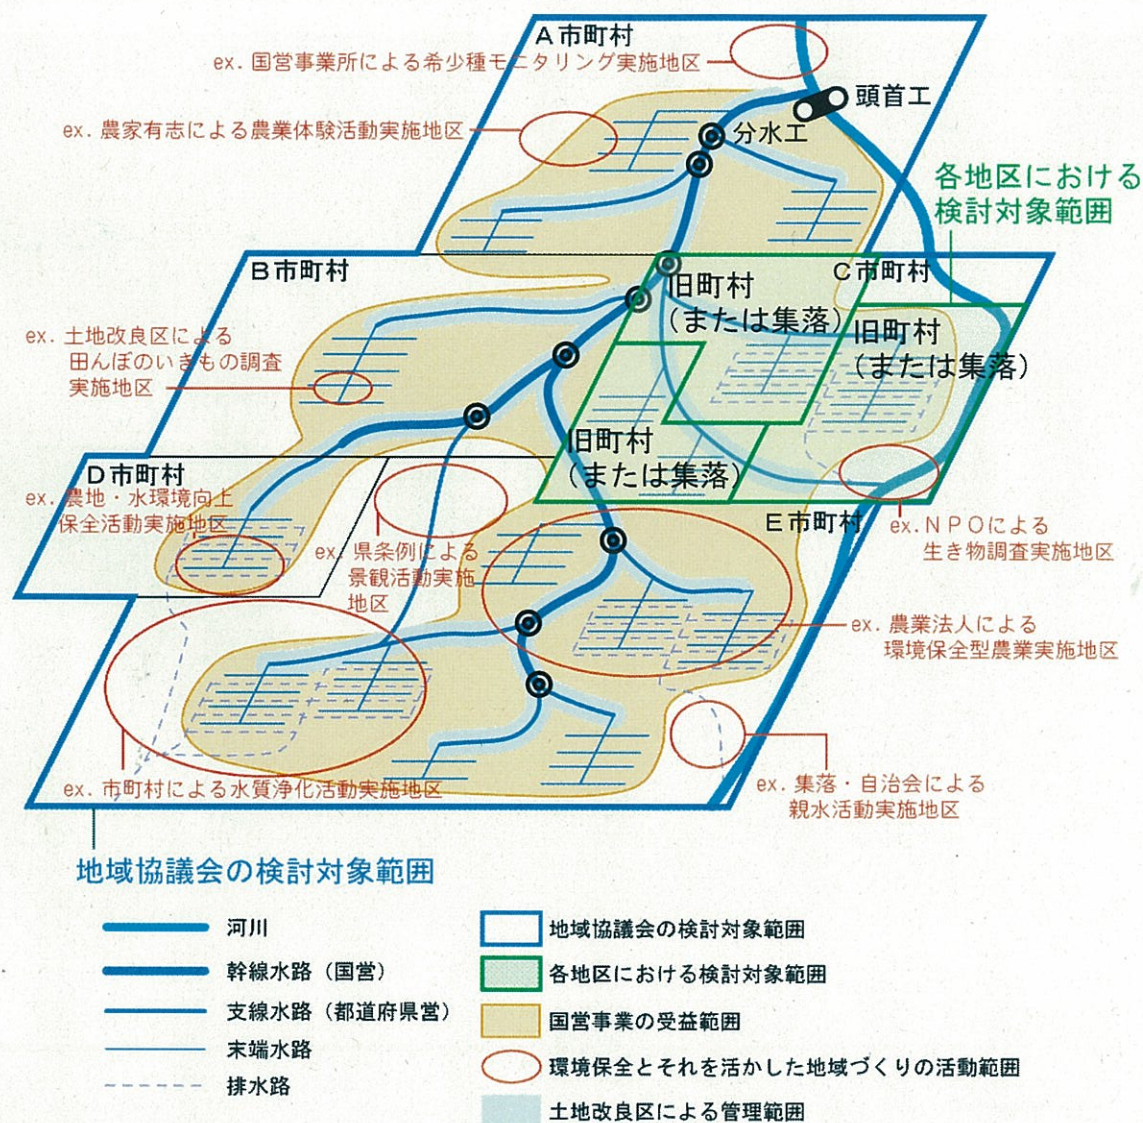 A市町村
ex. 国営事業所による希少種モニタリング実施地区
頭首工
ex. 農家有志による農業体験活動実施地区
分水工
各地区における
検討対象範囲
B市町村
C市町村
旧町村
(または集落)
旧町村
(または集落)
ex. 土地改良区による
田んぼのいきもの調査
実施地区
旧町村
(または集落)
D市町村
ex. 農地・水環境向上
保全活動実施地区
E市町村
ex. NPOによる
生き物調査実施地区
ex. 県条例による
景観活動実施
地区
ex. 農業法人による
環境保全型農業実施地区
ex. 市町村による水質浄化活動実施地区
ex. 集落・自治会による
親水活動実施地区
地域協議会の検討対象範囲
河川
幹線水路(国営)
支線水路(都道府県営)
末端水路
排水路
地域協議会の検討対象範囲
各地区における検討対象範囲
国営事業の受益範囲
環境保全とそれを活かした地域づくりの活動範囲
土地改良区による管理範囲